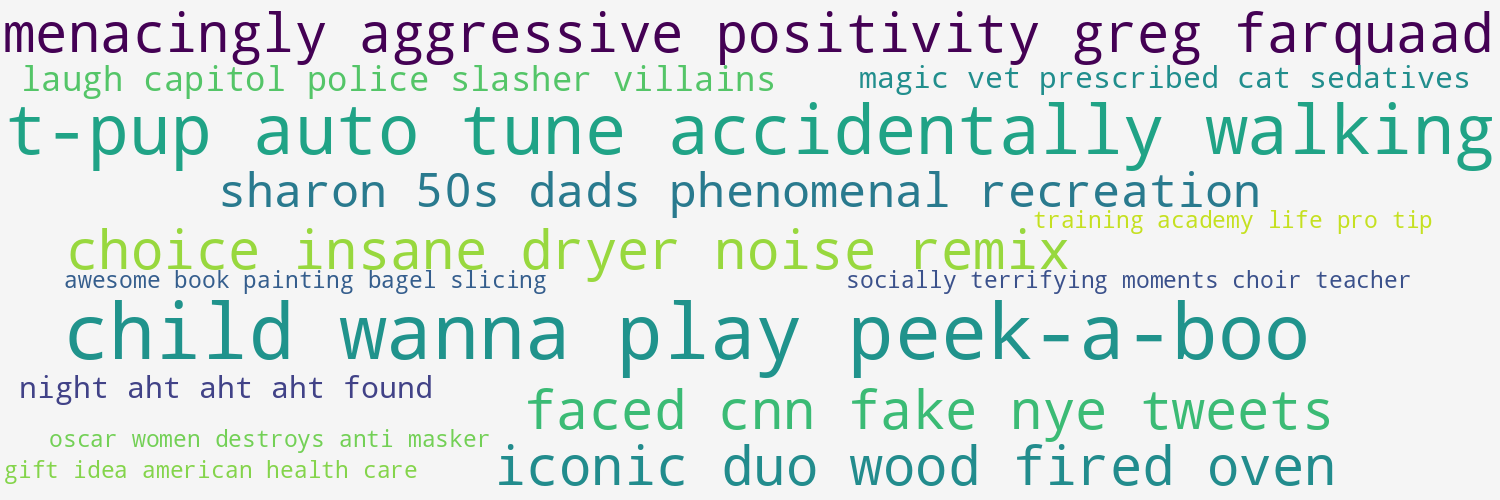 menacingly aggressive positivity greg farquaad
laugh capitol police slasher villains
magic vet prescribed cat sedatives
t-pup auto tune accidentally walking
sharon 50s dads phenomenal recreation
training academy life pro tip
choice insane dryer noise remix
awesome book painting bagel slicing
socially terrifying moments choir teacher
child wanna play peek-a-boo
night aht aht aht found
faced cnn fake nye tweets
oscar women destroys anti masker
iconic duo wood fired oven
gift idea american health care